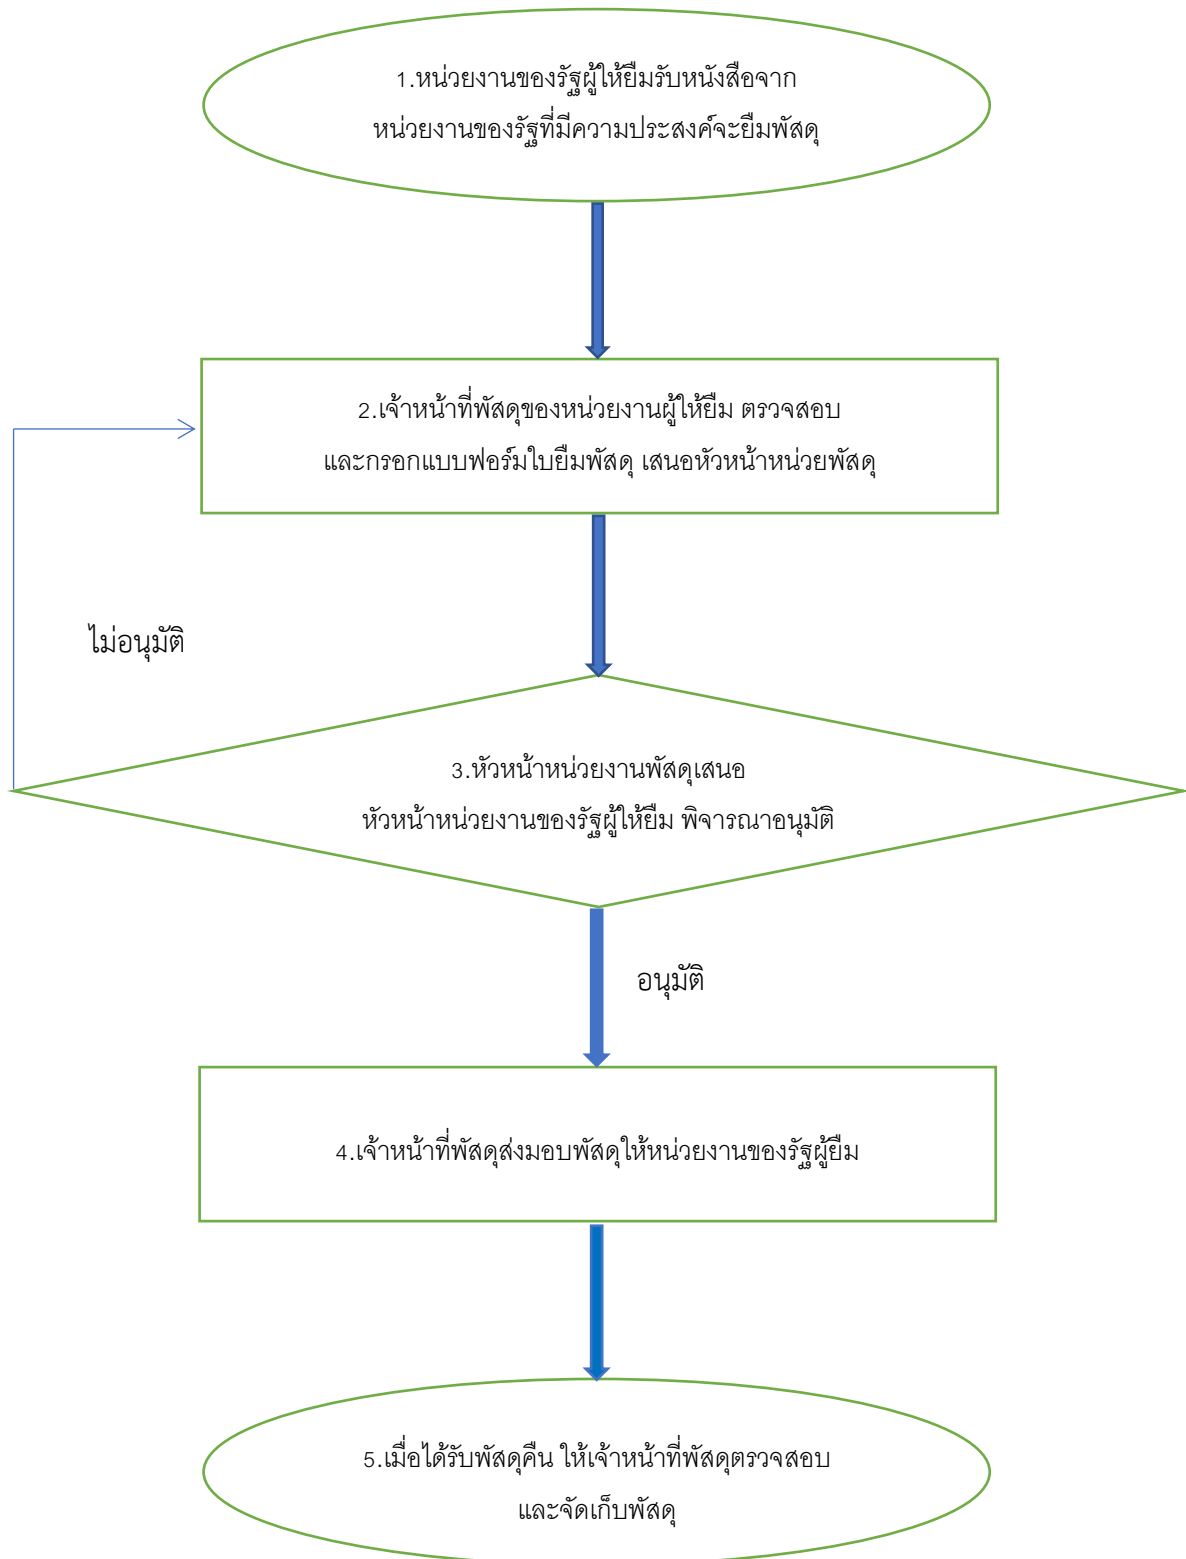 1.หน่วยงานของรัฐผู้ให้ยืมรับหนังสือจาก
หน่วยงานของรัฐที่มีความประสงค์จะยืมพัสดุ
2.เจ้าหน้าที่พัสดุของหน่วยงานผู้ให้ยืม ตรวจสอบ
และกรอกแบบฟอร์มใบยืมพัสดุ เสนอหัวหน้าหน่วยพัสดุ
ไม่อนุมัติ
3.หัวหน้าหน่วยงานพัสดุเสนอ
หัวหน้าหน่วยงานของรัฐผู้ให้ยืม พิจารณาอนุมัติ
อนุมัติ
4.เจ้าหน้าที่พัสดุส่งมอบพัสดุให้หน่วยงานของรัฐผู้ยืม
5.เมื่อได้รับพัสดุคืน ให้เจ้าหน้าที่พัสดุตรวจสอบ
และจัดเก็บพัสดุ